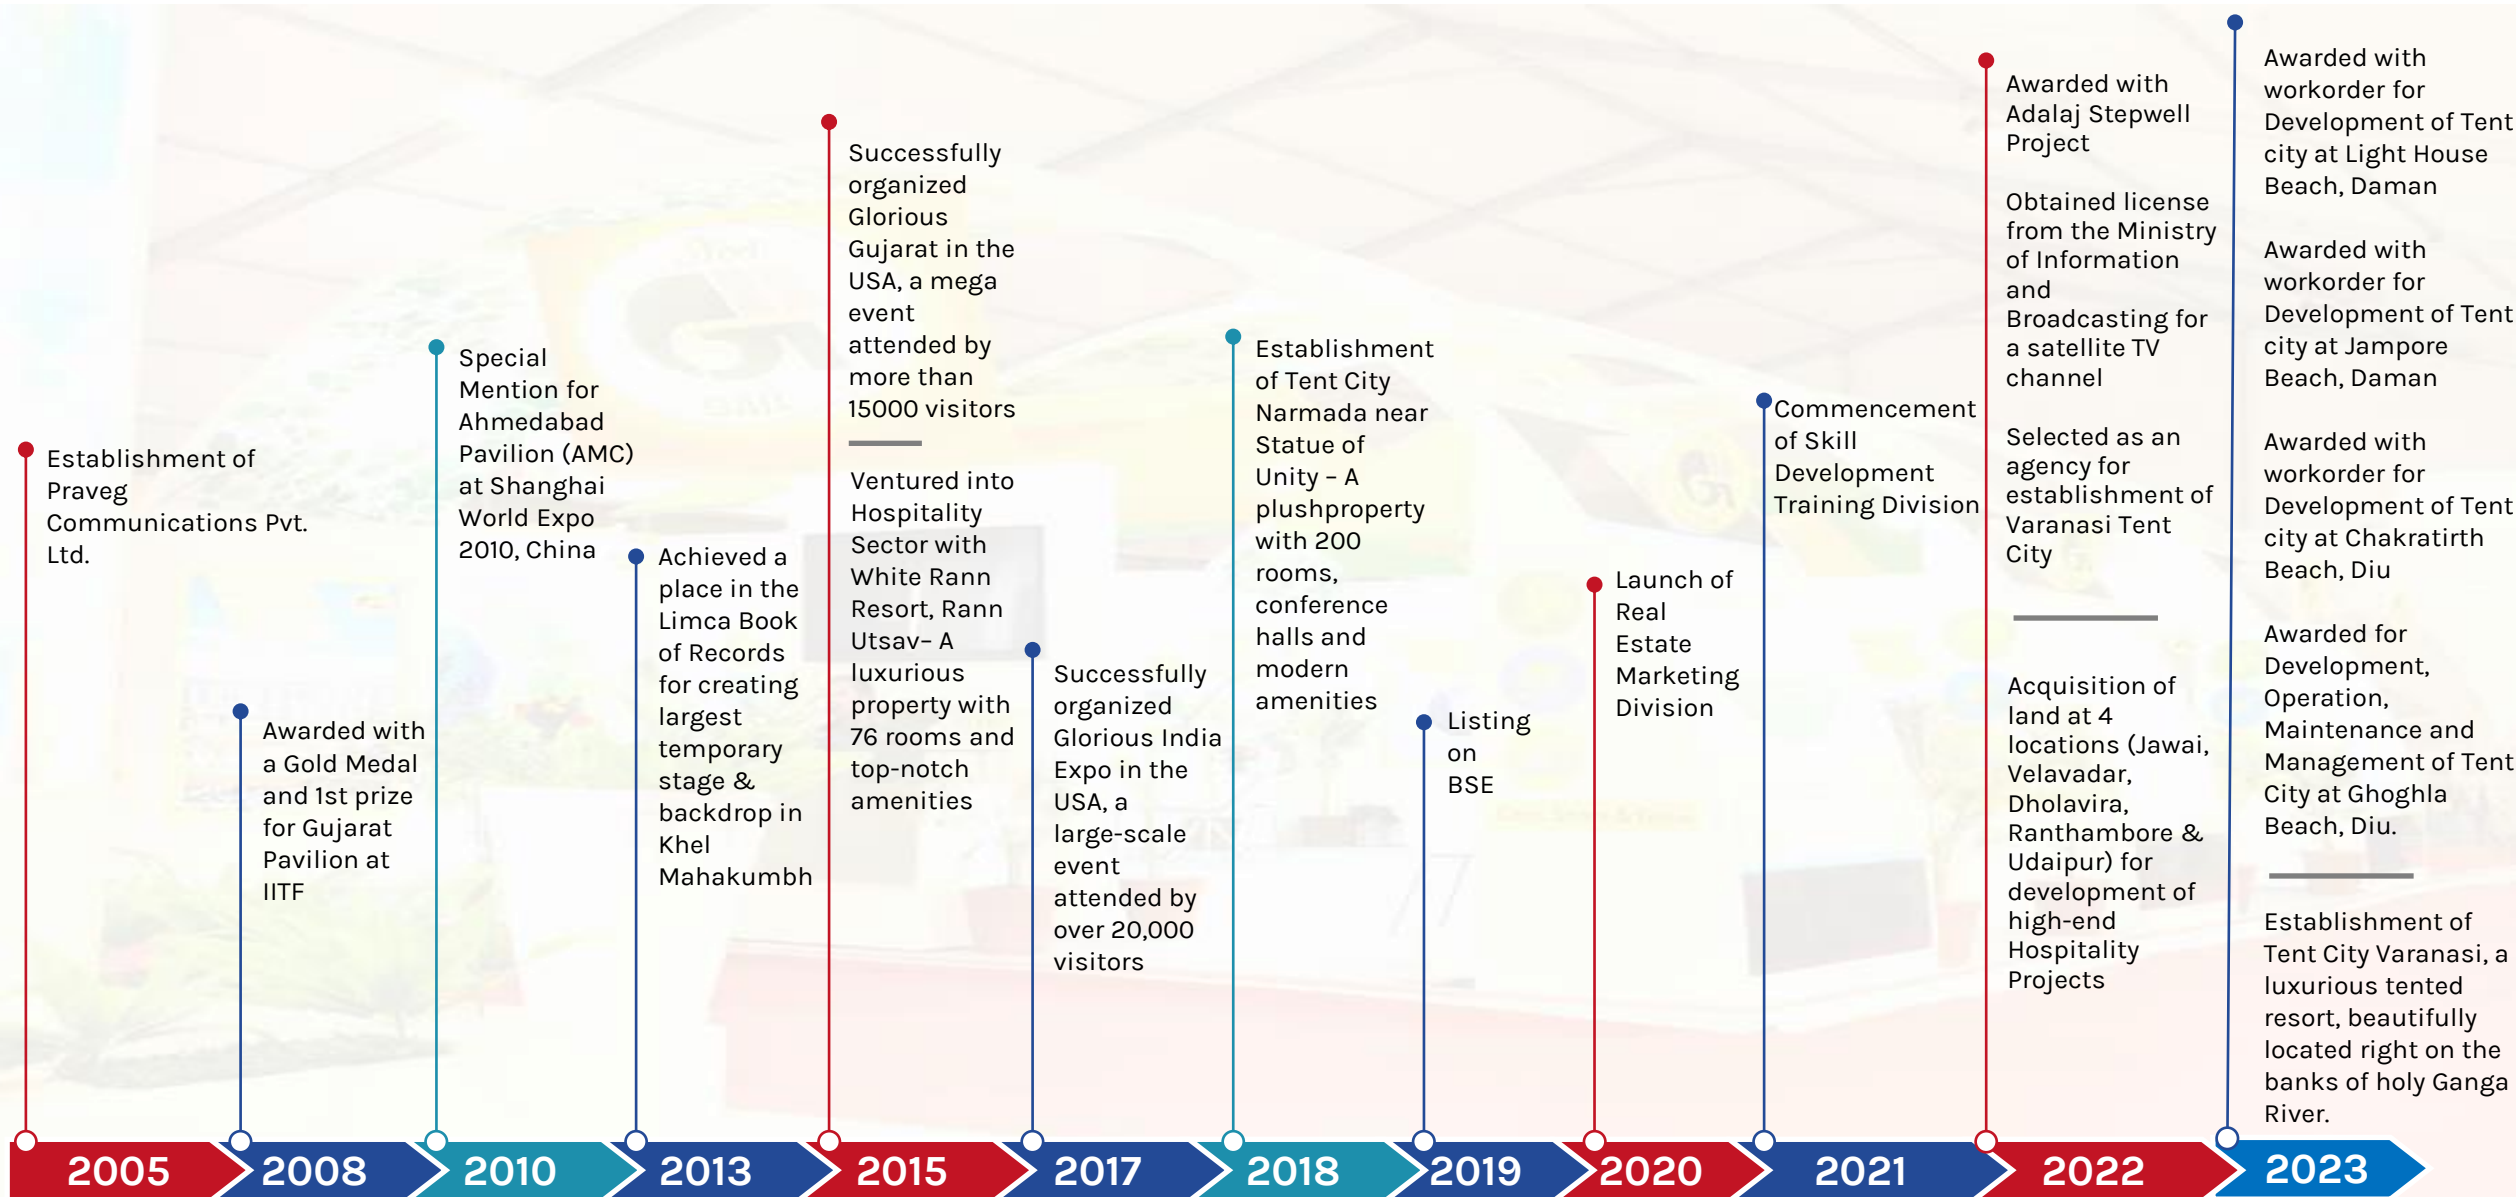 Establishment of
Praveg
Communications Pvt.
Ltd.
Awarded with
a Gold Medal
and 1st prize
for Gujarat
Pavilion at
IITF
Special
Mention for
Ahmedabad
Pavilion (AMC)
at Shanghai
World Expo
2010, China
Achieved a
place in the
Limca Book
of Records
for creating
largest
temporary
stage &
backdrop in
Khel
Mahakumbh
Successfully
organized
Glorious
Gujarat in the
USA, a mega
event
attended by
more than
15000 visitors
Ventured into
Hospitality
Sector with
White Rann
Resort, Rann
Utsav– A
luxurious
property with
76 rooms and
top-notch
amenities
Successfully
organized
Glorious India
Expo in the
USA, a
large-scale
event
attended by
over 20,000
visitors
Establishment
of Tent City
Narmada near
Statue of
Unity – A
plushproperty
with 200
rooms,
conference
halls and
modern
amenities
Listing
on
BSE
Launch of
Real
Estate
Marketing
Division
Commencement
of Skill
Development
Training Division
Awarded with
Adalaj Stepwell
Project
Obtained license
from the Ministry
of Information
and
Broadcasting for
a satellite TV
channel
Selected as an
agency for
establishment of
Varanasi Tent
City
Acquisition of
land at 4
locations (Jawai,
Velavadar,
Dholavira,
Ranthambore &
Udaipur) for
development of
high-end
Hospitality
Projects
Awarded with
workorder for
Development of Tent
city at Light House
Beach, Daman
Awarded with
workorder for
Development of Tent
city at Jampore
Beach, Daman
Awarded with
workorder for
Development of Tent
city at Chakratirth
Beach, Diu
Awarded for
Development,
Operation,
Maintenance and
Management of Tent
City at Ghoghla
Beach, Diu.
Establishment of
Tent City Varanasi, a
luxurious tented
resort, beautifully
located right on the
banks of holy Ganga
River.
2005
2008
2010
2013
2015
2017
2018
2019
2020
2021
2022
2023